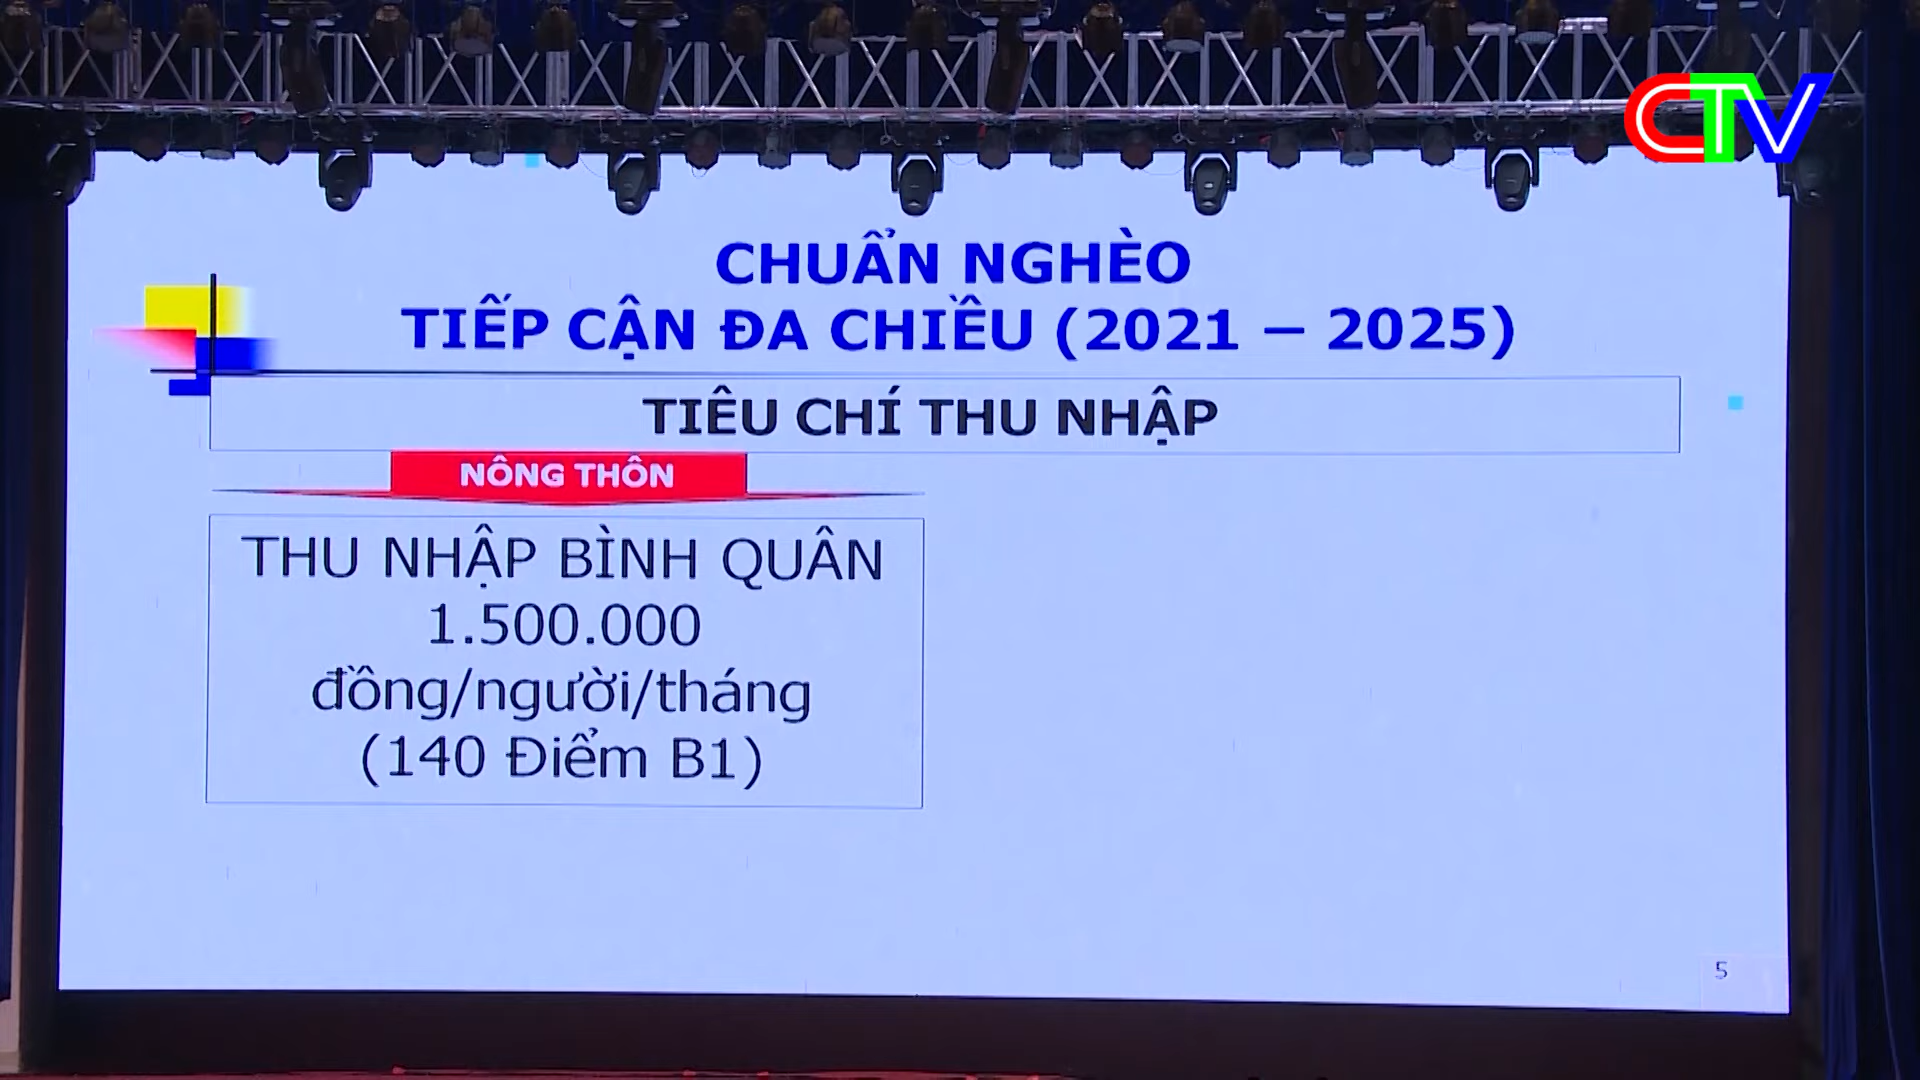 CTV
CHUẨN NGHÈO
TIẾP CẬN ĐA CHIỀU (2021 – 2025)
TIÊU CHÍ THU NHẬP
NÔNG THÔN
THU NHẬP BÌNH QUÂN
1.500.000
đồng/người/tháng
(140 Điểm B1)
5